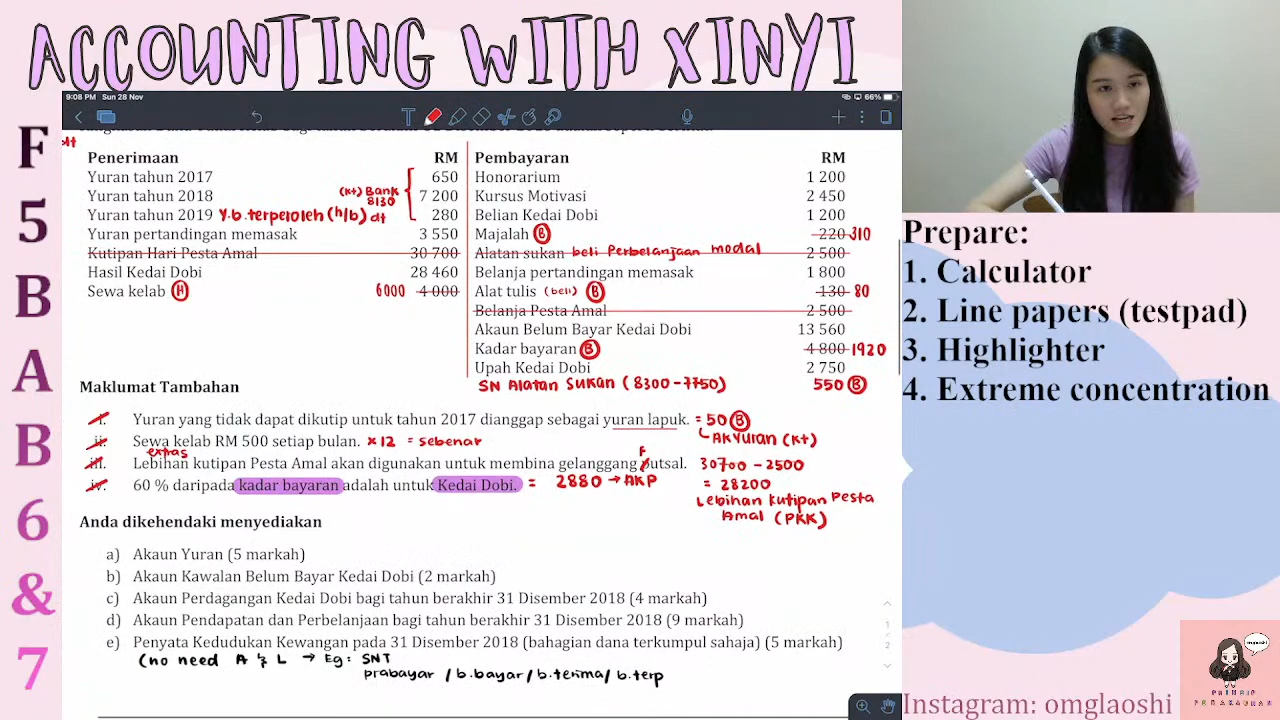 ACCOUNTING WITH XINYI
F
5
B
A
B
6
&
7
9:08 PM Sun 28 Nov
66%
Penerimaan RM Pembayaran RM
Yuran tahun 2017 650 Honorarium 1 200
Yuran tahun 2018 (kt) Bank 8130 7 200 Kursus Motivasi 2 450
Yuran tahun 2019 y.b. terperoleh (h/b) dt 280 Belian Kedai Dobi 1 200
Yuran pertandingan memasak 3 550 Majalah B 220 310
Kutipan Hari Pesta Amal 30 700 Alatan sukan beli Perbelanjaan modal 2 500
Hasil Kedai Dobi 28 460 Belanja pertandingan memasak 1 800
Sewa kelab H 6000 4 000 Alat tulis (beli) B 130 80
Belanja Pesta Amal 2 500
Akaun Belum Bayar Kedai Dobi 13 560
Kadar bayaran B 4 800 1920
Upah Kedai Dobi 2 750
SN Alatan Sukan (8300 - 7750) 550 B
Maklumat Tambahan
i. Yuran yang tidak dapat dikutip untuk tahun 2017 dianggap sebagai yuran lapuk. = 50 B
AKYuran (kt)
ii. Sewa kelab RM 500 setiap bulan. x 12 = sebenar
extras
iii. Lebihan kutipan Pesta Amal akan digunakan untuk membina gelanggang futsal. 30700 - 2500
= 28200
iv. 60 % daripada kadar bayaran adalah untuk Kedai Dobi. = 2880 → AKP
Lebihan Kutipan Pesta
Amal (PKK)
Anda dikehendaki menyediakan
a) Akaun Yuran (5 markah)
b) Akaun Kawalan Belum Bayar Kedai Dobi (2 markah)
c) Akaun Perdagangan Kedai Dobi bagi tahun berakhir 31 Disember 2018 (4 markah)
d) Akaun Pendapatan dan Perbelanjaan bagi tahun berakhir 31 Disember 2018 (9 markah)
e) Penyata Kedudukan Kewangan pada 31 Disember 2018 (bahagian dana terkumpul sahaja) (5 markah)
(no need A & L → Eg: SNT
prabayar / b.bayar / b.terima / b.terp
Prepare:
1. Calculator
2. Line papers (testpad)
3. Highlighter
4. Extreme concentration
Instagram: omglaoshi